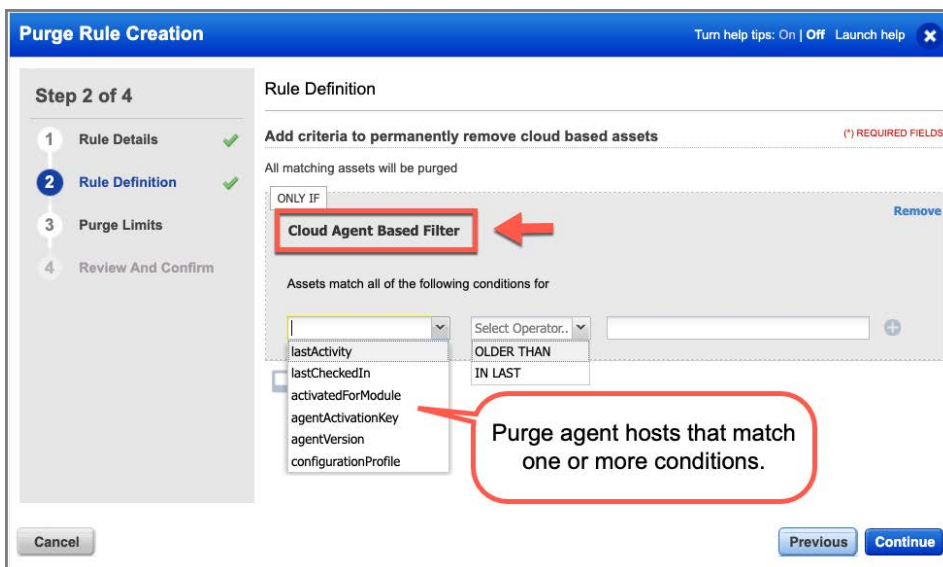 Purge Rule Creation
Turn help tips: On | Off Launch help
Step 2 of 4
1 Rule Details
2 Rule Definition
3 Purge Limits
4 Review And Confirm
Rule Definition
Add criteria to permanently remove cloud based assets
(*) REQUIRED FIELDS
All matching assets will be purged
ONLY IF
Remove
Cloud Agent Based Filter
Assets match all of the following conditions for
Select Operator..
lastActivity
lastCheckedIn
activatedForModule
agentActivationKey
agentVersion
configurationProfile
OLDER THAN
IN LAST
Purge agent hosts that match
one or more conditions.
Cancel
Previous
Continue